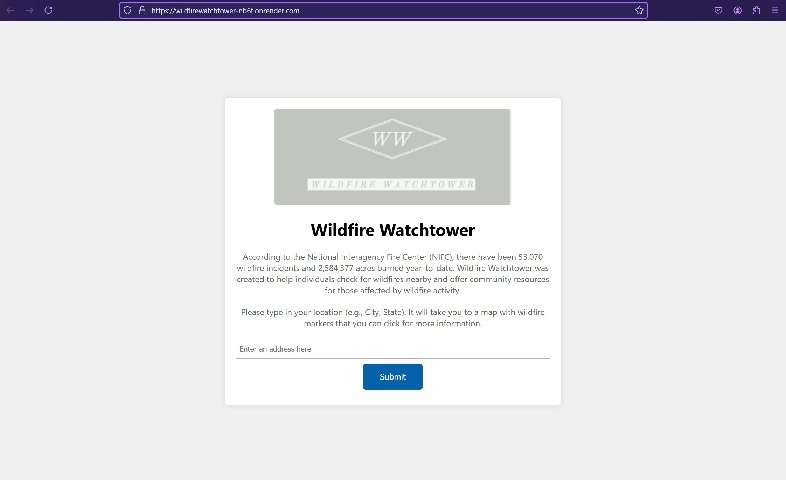 https://wildfirewatchtower-nb6t.onrender.com
WW
WILDFIRE WATCHTOWER
Wildfire Watchtower
According to the National Interagency Fire Center (NIFC), there have been 53,070
wildfire incidents and 2,584,377 acres burned year-to-date. Wildfire Watchtower was
created to help individuals check for wildfires nearby and offer community resources
for those affected by wildfire activity.
Please type in your location (e.g., City, State). It will take you to a map with wildfire
markers that you can click for more information.
Enter an address here
Submit